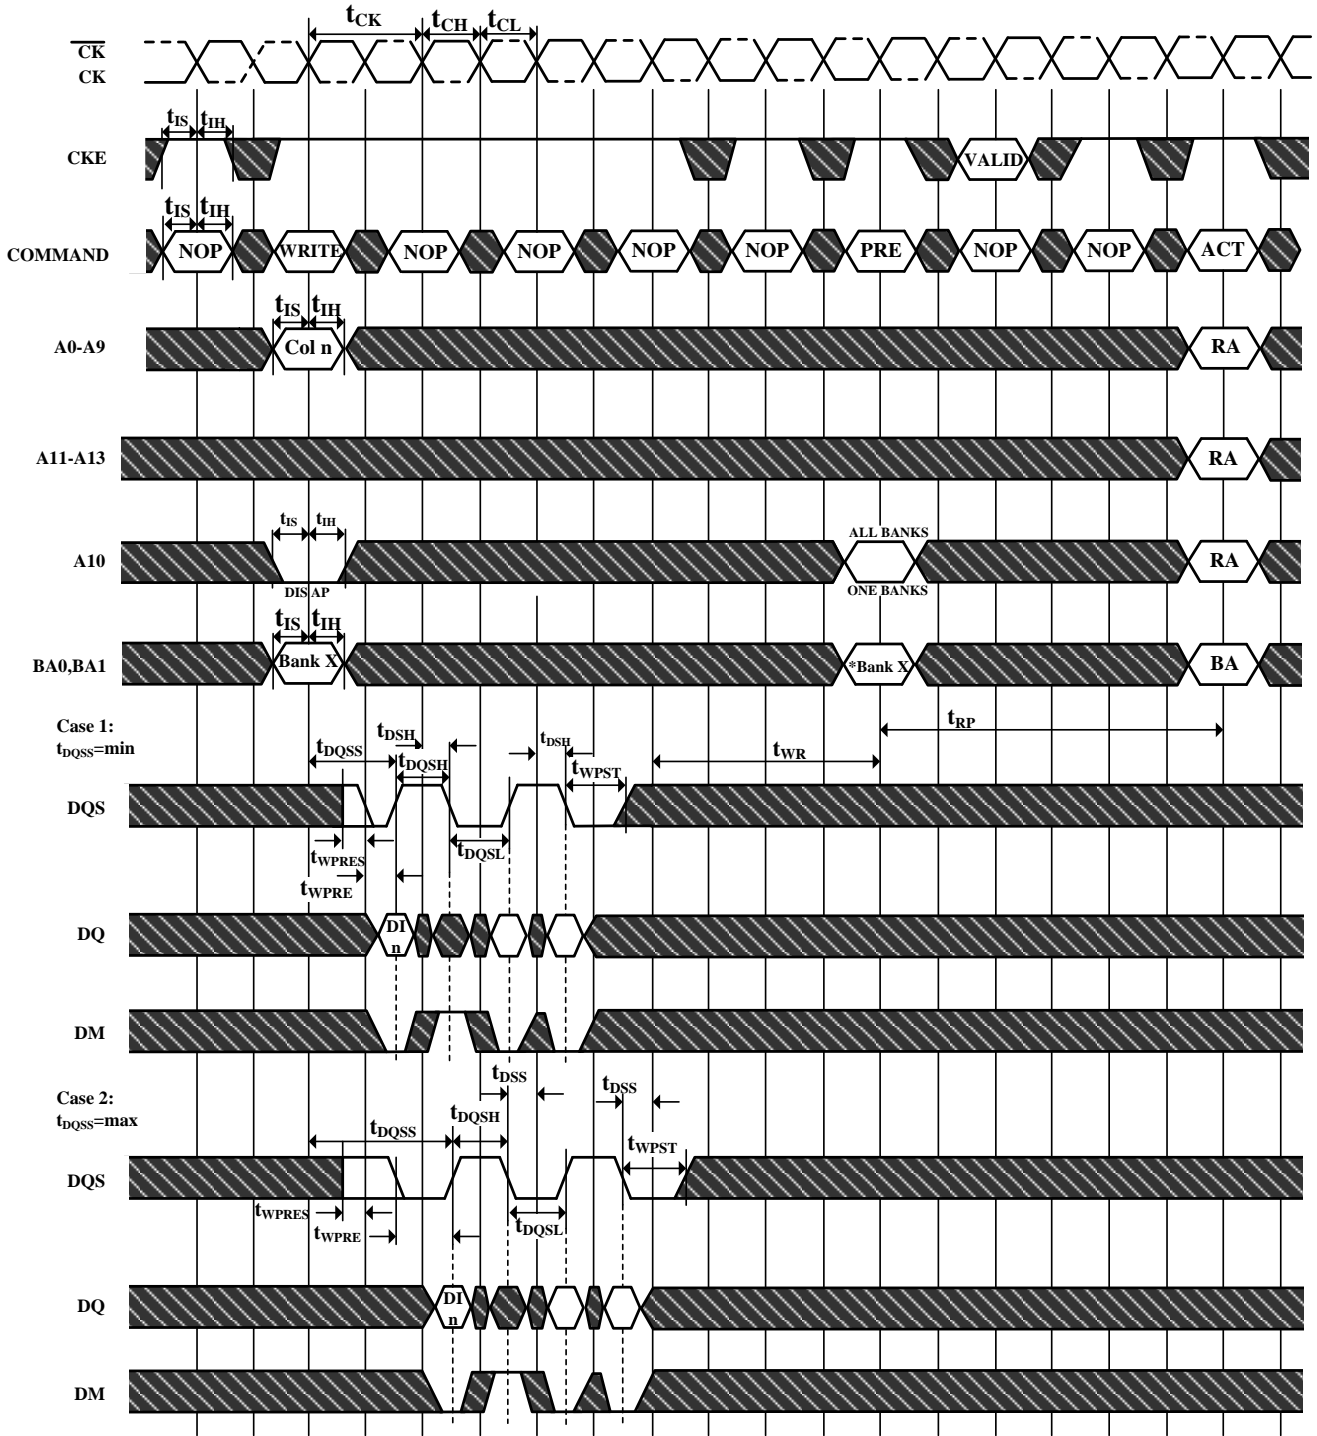 tCK tCH tCL
CK
CK
tIS tIH
CKE VALID
tIS tIH
COMMAND NOP WRITE NOP NOP NOP NOP PRE NOP NOP ACT
tIS tIH
A0-A9 Col n RA
A11-A13 RA
tIS tIH ALL BANKS
A10 RA
DIS AP ONE BANKS
tIS tIH
BA0,BA1 Bank X *Bank X BA
Case 1:
tDQSS=min
tDQSS tDSH tDQSH tDSH tWPST tWR tRP
DQS
tWPRES tDQSL
tWPRE
DQ DI
n
DM
tDSS tDSS
Case 2:
tDQSS=max
tDQSS tDQSH tWPST
DQS
tWPRES tWPRE tDQSL
DQ DI
n
DM